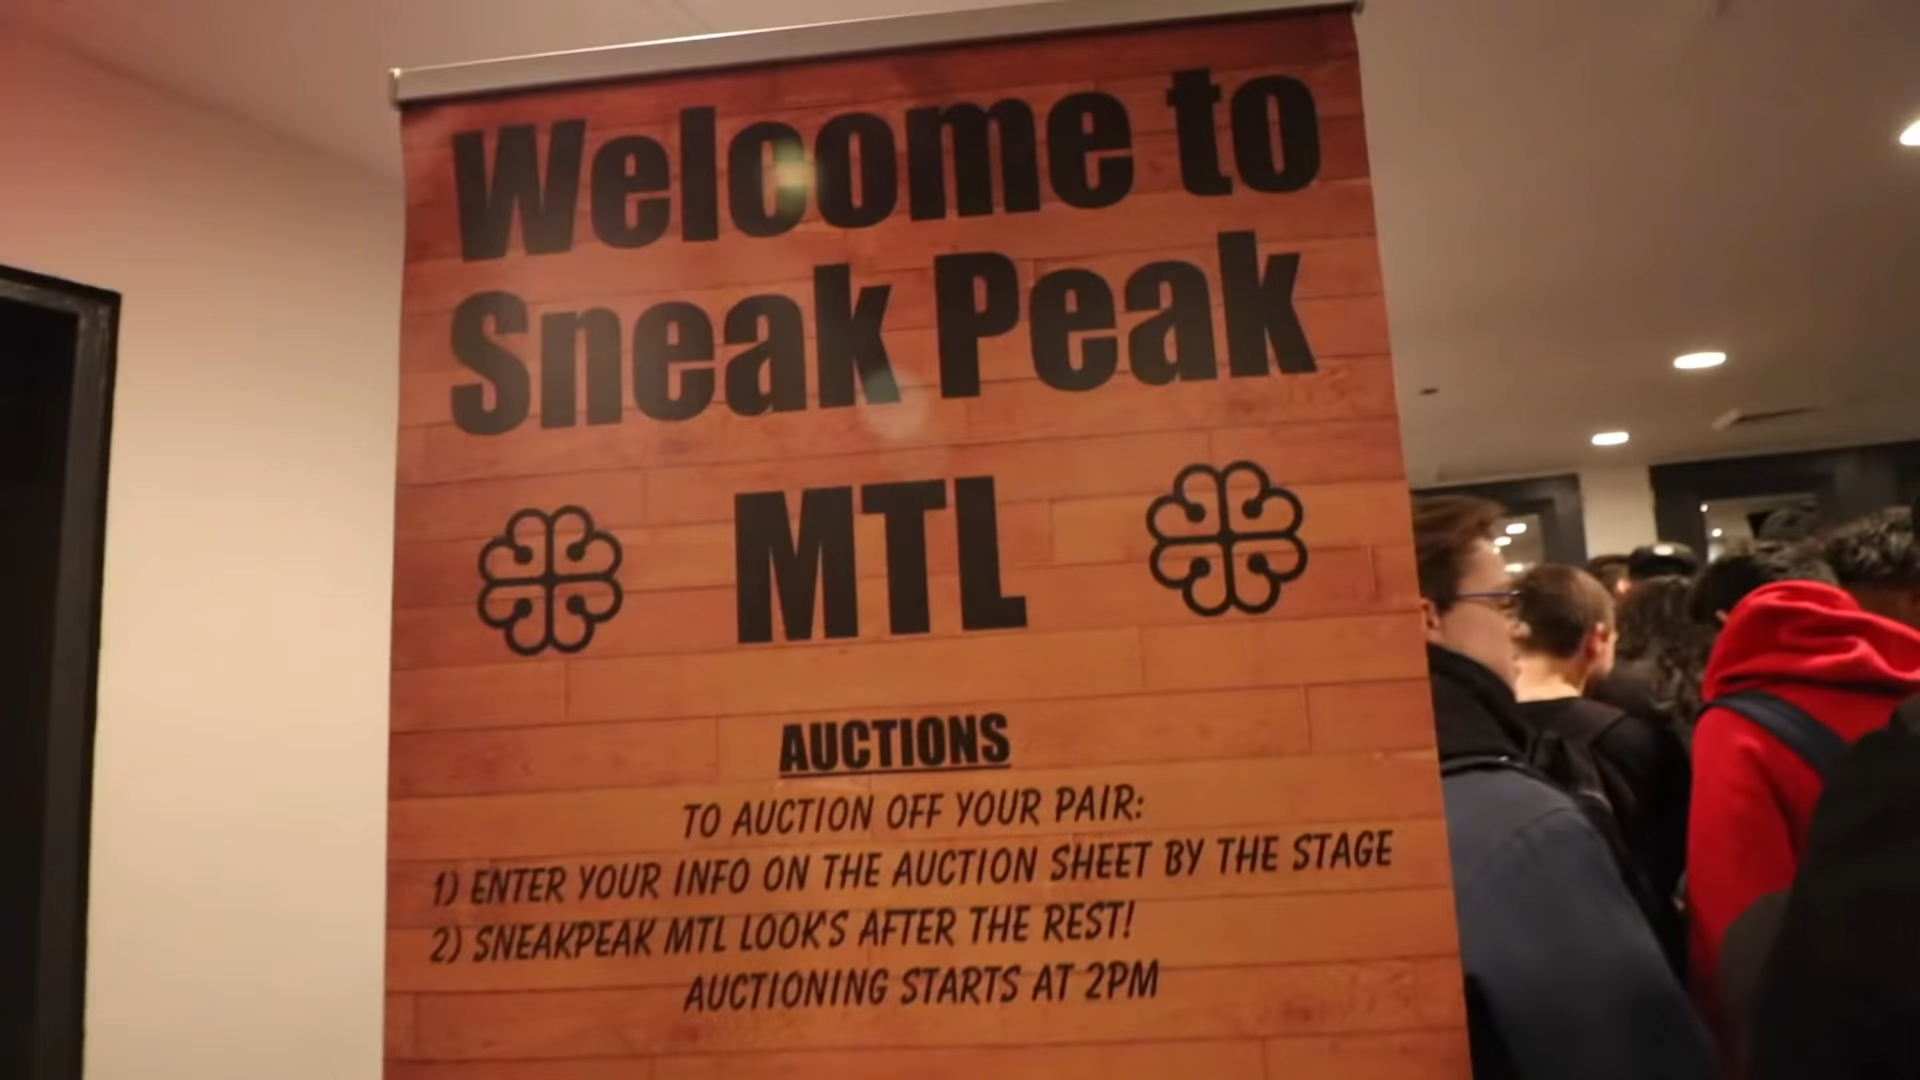 Welcome to
Sneak Peak
MTL
AUCTIONS
TO AUCTION OFF YOUR PAIR:
1) ENTER YOUR INFO ON THE AUCTION SHEET BY THE STAGE
2) SNEAKPEAK MTL LOOK'S AFTER THE REST!
AUCTIONING STARTS AT 2PM